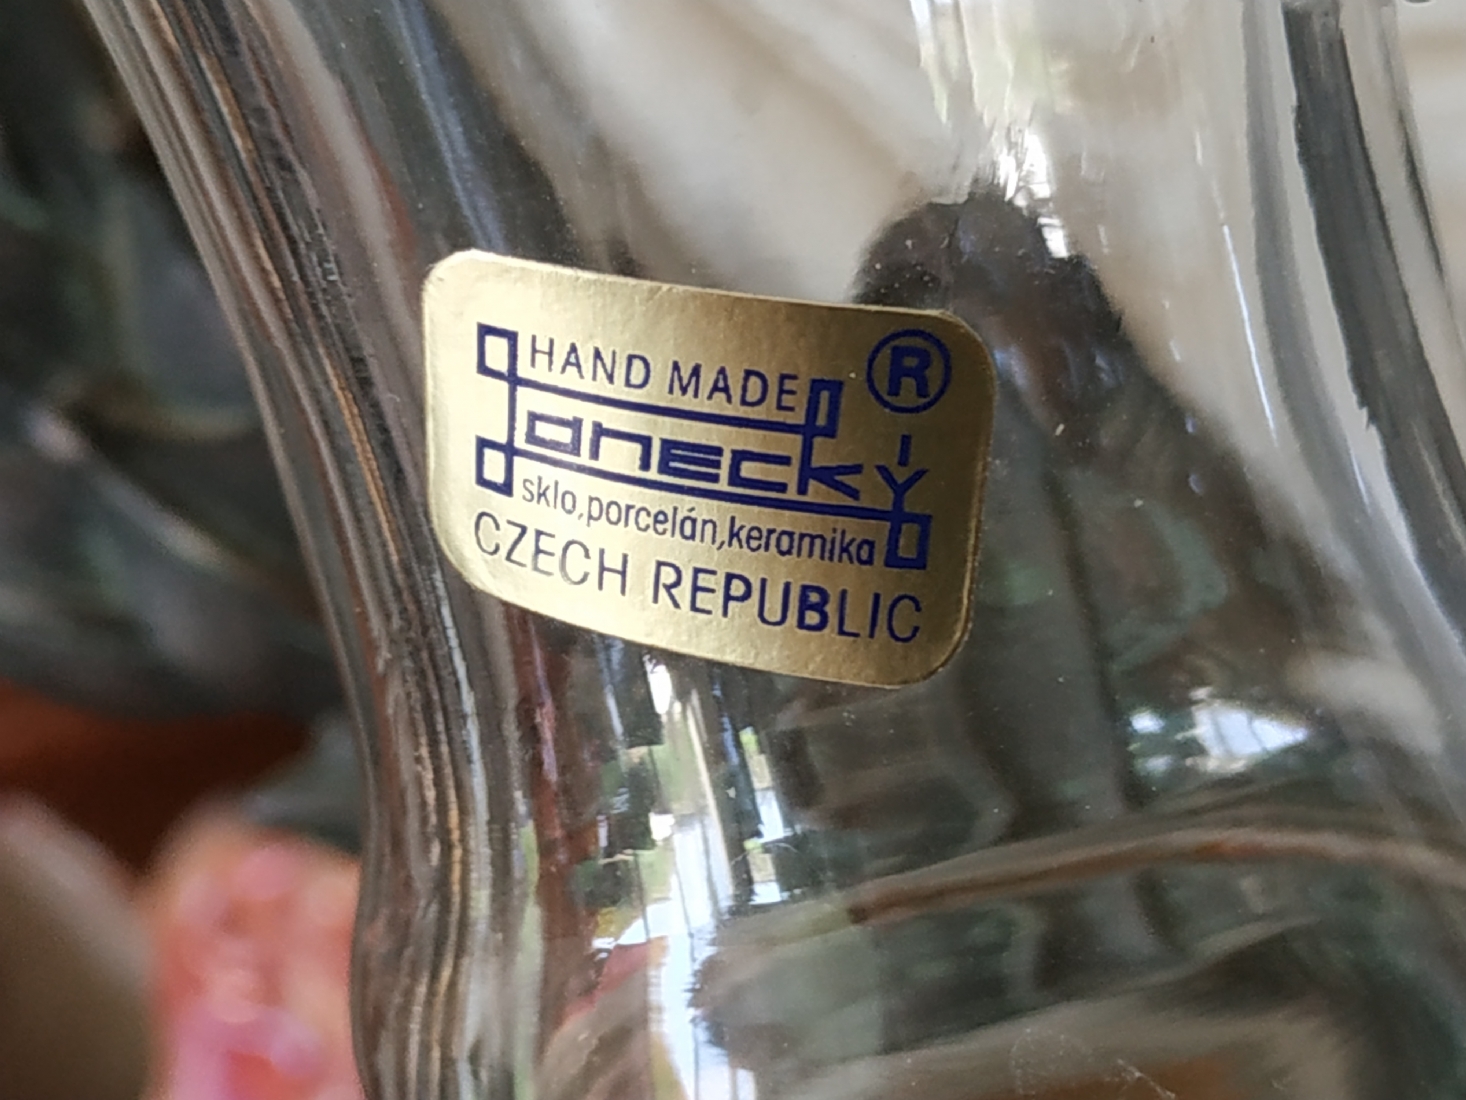 HAND MADE ®
Janecký
sklo, porcelán, keramika
CZECH REPUBLIC